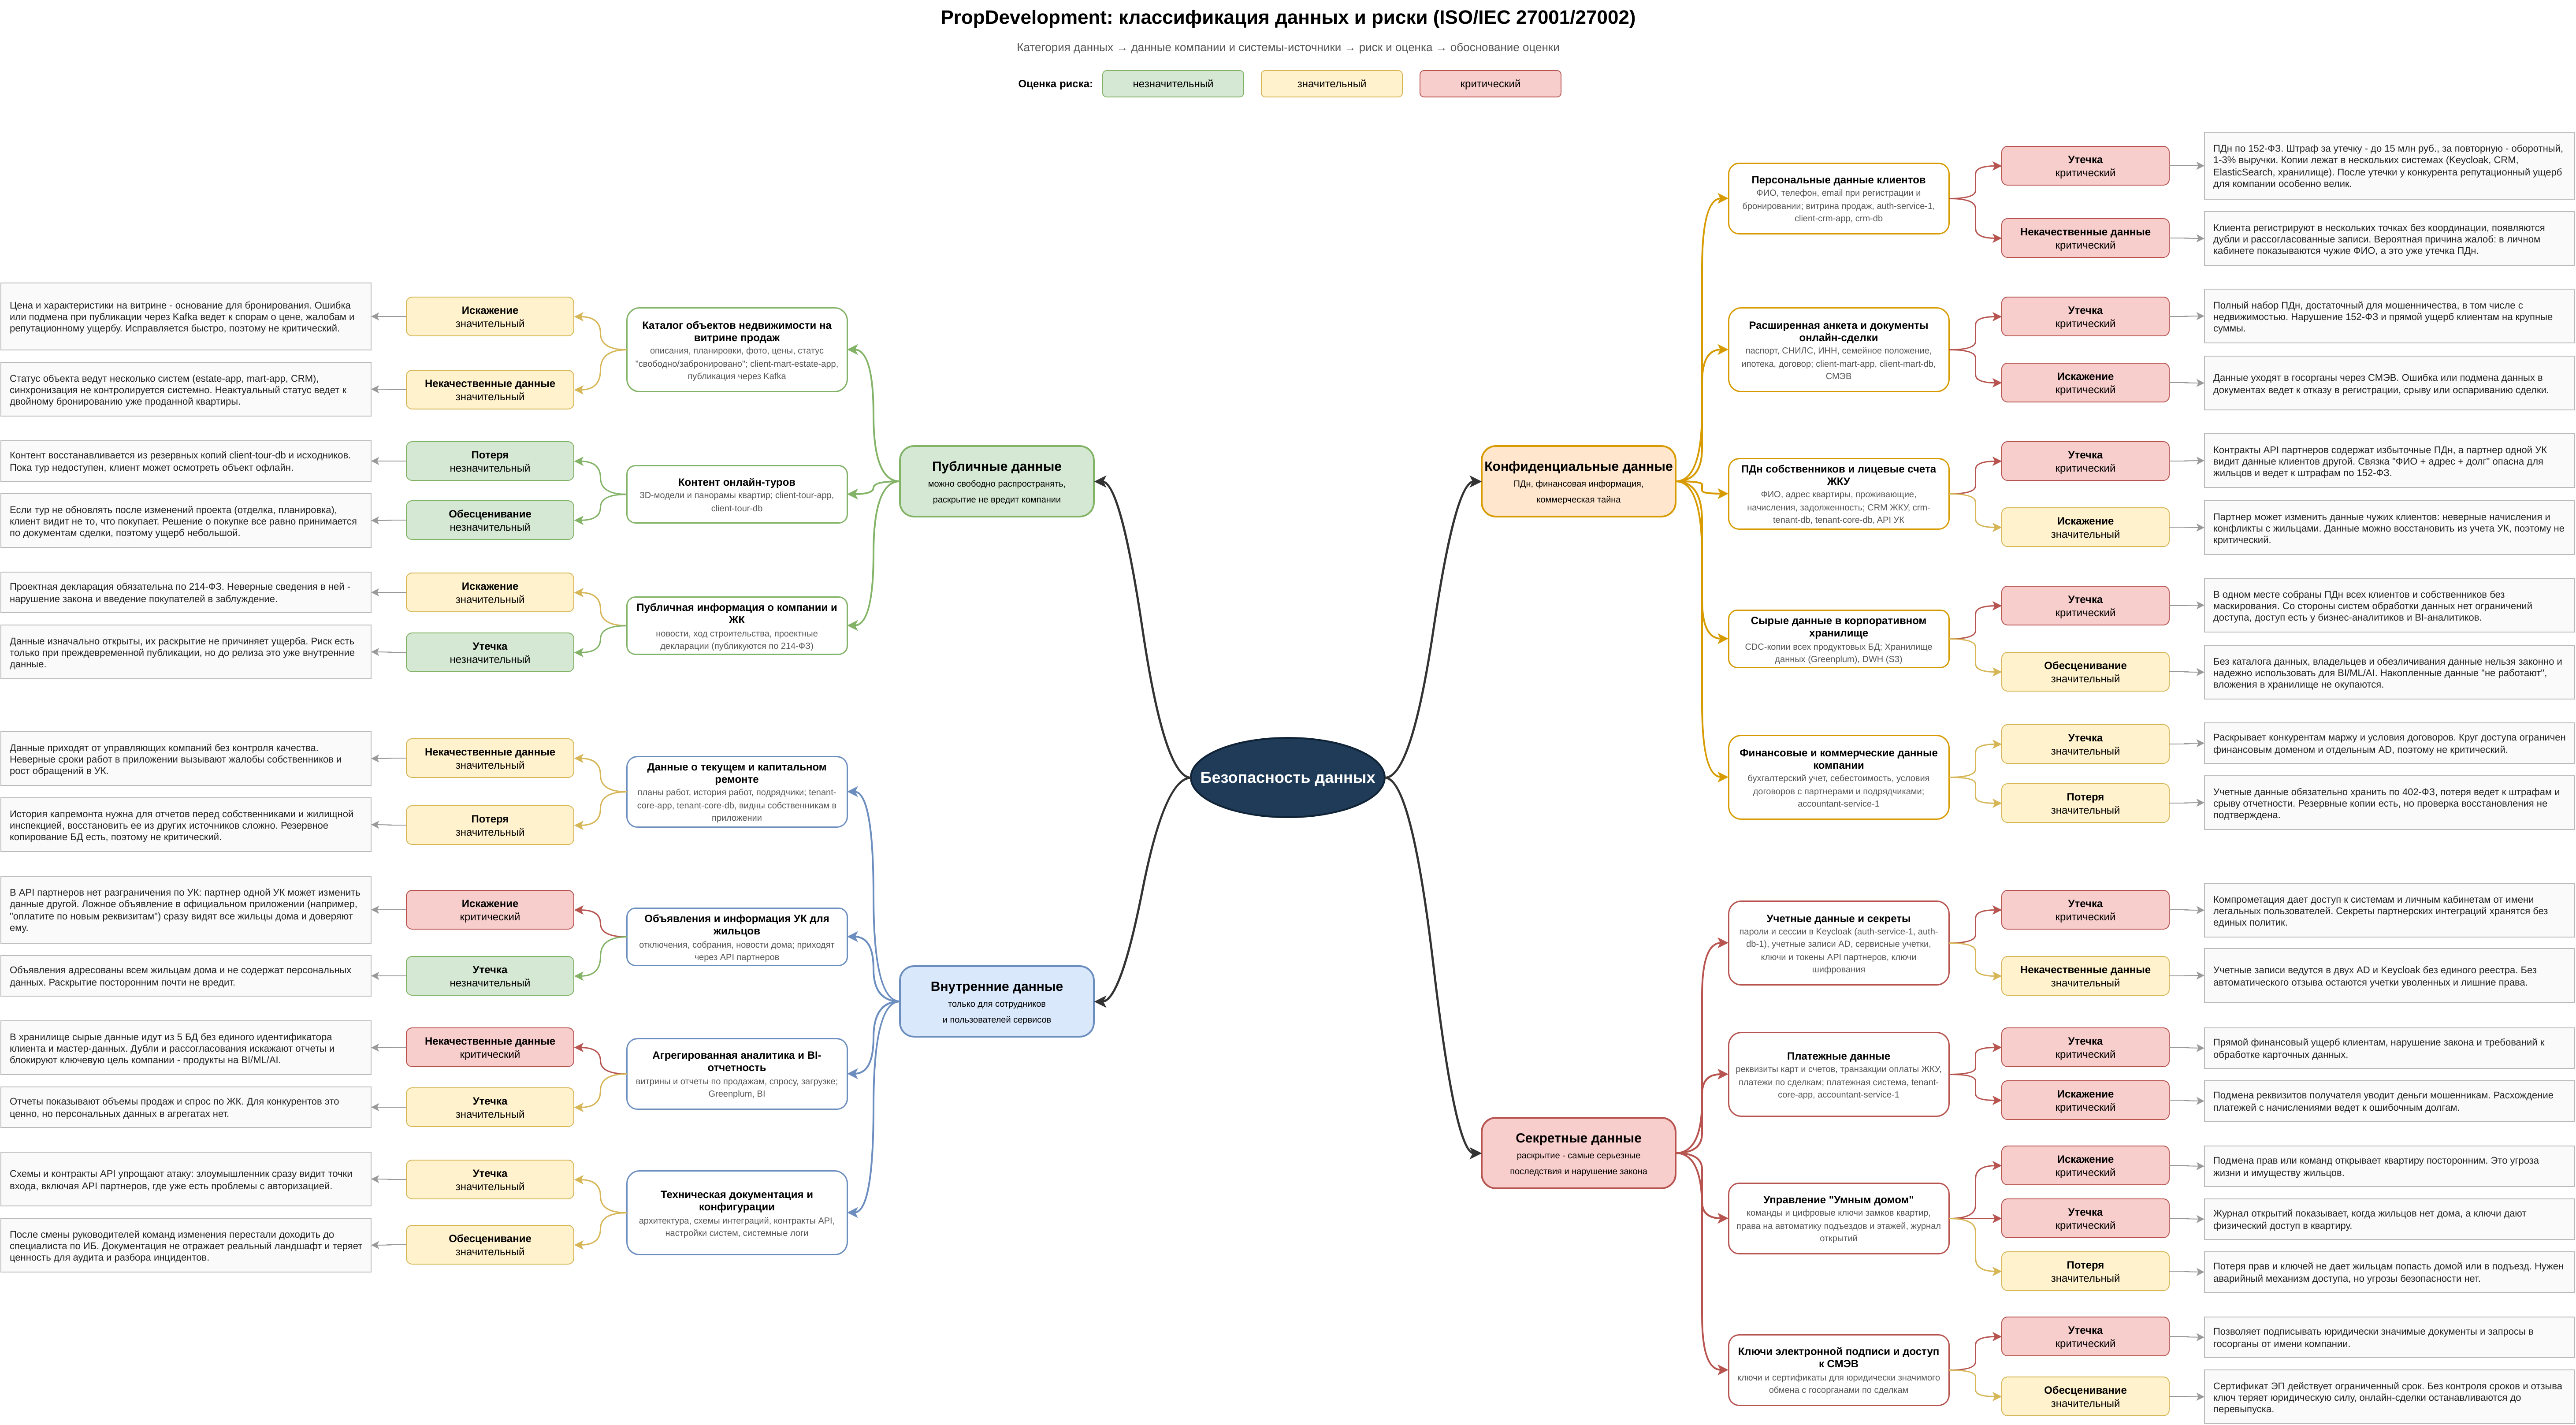 PropDevelopment: классификация данных и риски (ISO/IEC 27001/27002)
Категория данных → данные компании и системы-источники → риск и оценка → обоснование оценки
Оценка риска:
незначительный
значительный
критический
Безопасность данных
Публичные данные
можно свободно распространять,
раскрытие не вредит компании
Каталог объектов недвижимости на
витрине продаж
описания, планировки, фото, цены, статус
"свободно/забронировано"; client-mart-estate-app,
публикация через Kafka
Искажение
значительный
Цена и характеристики на витрине - основание для бронирования. Ошибка
или подмена при публикации через Kafka ведет к спорам о цене, жалобам и
репутационному ущербу. Исправляется быстро, поэтому не критический.
Некачественные данные
значительный
Статус объекта ведут несколько систем (estate-app, mart-app, CRM),
синхронизация не контролируется системно. Неактуальный статус ведет к
двойному бронированию уже проданной квартиры.
Контент онлайн-туров
3D-модели и панорамы квартир; client-tour-app,
client-tour-db
Потеря
незначительный
Контент восстанавливается из резервных копий client-tour-db и исходников.
Пока тур недоступен, клиент может осмотреть объект офлайн.
Обесценивание
незначительный
Если тур не обновлять после изменений проекта (отделка, планировка),
клиент видит не то, что покупает. Решение о покупке все равно принимается
по документам сделки, поэтому ущерб небольшой.
Публичная информация о компании и
ЖК
новости, ход строительства, проектные
декларации (публикуются по 214-ФЗ)
Искажение
значительный
Проектная декларация обязательна по 214-ФЗ. Неверные сведения в ней -
нарушение закона и введение покупателей в заблуждение.
Утечка
незначительный
Данные изначально открыты, их раскрытие не причиняет ущерба. Риск есть
только при преждевременной публикации, но до релиза это уже внутренние
данные.
Внутренние данные
только для сотрудников
и пользователей сервисов
Данные о текущем и капитальном
ремонте
планы работ, история работ, подрядчики; tenant-
core-app, tenant-core-db, видны собственникам в
приложении
Некачественные данные
значительный
Данные приходят от управляющих компаний без контроля качества.
Неверные сроки работ в приложении вызывают жалобы собственников и
рост обращений в УК.
Потеря
значительный
История капремонта нужна для отчетов перед собственниками и жилищной
инспекцией, восстановить ее из других источников сложно. Резервное
копирование БД есть, поэтому не критический.
Объявления и информация УК для
жильцов
отключения, собрания, новости дома; приходят
через API партнеров
Искажение
критический
В API партнеров нет разграничения по УК: партнер одной УК может изменить
данные другой. Ложное объявление в официальном приложении (например,
"оплатите по новым реквизитам") сразу видят все жильцы дома и доверяют
ему.
Утечка
незначительный
Объявления адресованы всем жильцам дома и не содержат персональных
данных. Раскрытие посторонним почти не вредит.
Агрегированная аналитика и BI-
отчетность
витрины и отчеты по продажам, спросу, загрузке;
Greenplum, BI
Некачественные данные
критический
В хранилище сырые данные идут из 5 БД без единого идентификатора
клиента и мастер-данных. Дубли и рассогласования искажают отчеты и
блокируют ключевую цель компании - продукты на BI/ML/AI.
Утечка
значительный
Отчеты показывают объемы продаж и спрос по ЖК. Для конкурентов это
ценно, но персональных данных в агрегатах нет.
Техническая документация и
конфигурации
архитектура, схемы интеграций, контракты API,
настройки систем, системные логи
Утечка
значительный
Схемы и контракты API упрощают атаку: злоумышленник сразу видит точки
входа, включая API партнеров, где уже есть проблемы с авторизацией.
Обесценивание
значительный
После смены руководителей команд изменения перестали доходить до
специалиста по ИБ. Документация не отражает реальный ландшафт и теряет
ценность для аудита и разбора инцидентов.
Конфиденциальные данные
ПДн, финансовая информация,
коммерческая тайна
Персональные данные клиентов
ФИО, телефон, email при регистрации и
бронировании; витрина продаж, auth-service-1,
client-crm-app, crm-db
Утечка
критический
ПДн по 152-ФЗ. Штраф за утечку - до 15 млн руб., за повторную - оборотный,
1-3% выручки. Копии лежат в нескольких системах (Keycloak, CRM,
ElasticSearch, хранилище). После утечки у конкурента репутационный ущерб
для компании особенно велик.
Некачественные данные
критический
Клиента регистрируют в нескольких точках без координации, появляются
дубли и рассогласованные записи. Вероятная причина жалоб: в личном
кабинете показываются чужие ФИО, а это уже утечка ПДн.
Расширенная анкета и документы
онлайн-сделки
паспорт, СНИЛС, ИНН, семейное положение,
ипотека, договор; client-mart-app, client-mart-db,
СМЭВ
Утечка
критический
Полный набор ПДн, достаточный для мошенничества, в том числе с
недвижимостью. Нарушение 152-ФЗ и прямой ущерб клиентам на крупные
суммы.
Искажение
критический
Данные уходят в госорганы через СМЭВ. Ошибка или подмена данных в
документах ведет к отказу в регистрации, срыву или оспариванию сделки.
ПДн собственников и лицевые счета
ЖКУ
ФИО, адрес квартиры, проживающие,
начисления, задолженность; CRM ЖКУ, crm-
tenant-db, tenant-core-db, API УК
Утечка
критический
Контракты API партнеров содержат избыточные ПДн, а партнер одной УК
видит данные клиентов другой. Связка "ФИО + адрес + долг" опасна для
жильцов и ведет к штрафам по 152-ФЗ.
Искажение
значительный
Партнер может изменить данные чужих клиентов: неверные начисления и
конфликты с жильцами. Данные можно восстановить из учета УК, поэтому не
критический.
Сырые данные в корпоративном
хранилище
CDC-копии всех продуктовых БД; Хранилище
данных (Greenplum), DWH (S3)
Утечка
критический
В одном месте собраны ПДн всех клиентов и собственников без
маскирования. Со стороны систем обработки данных нет ограничений
доступа, доступ есть у бизнес-аналитиков и BI-аналитиков.
Обесценивание
значительный
Без каталога данных, владельцев и обезличивания данные нельзя законно и
надежно использовать для BI/ML/AI. Накопленные данные "не работают",
вложения в хранилище не окупаются.
Финансовые и коммерческие данные
компании
бухгалтерский учет, себестоимость, условия
договоров с партнерами и подрядчиками;
accountant-service-1
Утечка
значительный
Раскрывает конкурентам маржу и условия договоров. Круг доступа ограничен
финансовым доменом и отдельным AD, поэтому не критический.
Потеря
значительный
Учетные данные обязательно хранить по 402-ФЗ, потеря ведет к штрафам и
срыву отчетности. Резервные копии есть, но проверка восстановления не
подтверждена.
Секретные данные
раскрытие - самые серьезные
последствия и нарушение закона
Учетные данные и секреты
пароли и сессии в Keycloak (auth-service-1, auth-
db-1), учетные записи AD, сервисные учетки,
ключи и токены API партнеров, ключи
шифрования
Утечка
критический
Компрометация дает доступ к системам и личным кабинетам от имени
легальных пользователей. Секреты партнерских интеграций хранятся без
единых политик.
Некачественные данные
значительный
Учетные записи ведутся в двух AD и Keycloak без единого реестра. Без
автоматического отзыва остаются учетки уволенных и лишние права.
Платежные данные
реквизиты карт и счетов, транзакции оплаты ЖКУ,
платежи по сделкам; платежная система, tenant-
core-app, accountant-service-1
Утечка
критический
Прямой финансовый ущерб клиентам, нарушение закона и требований к
обработке карточных данных.
Искажение
критический
Подмена реквизитов получателя уводит деньги мошенникам. Расхождение
платежей с начислениями ведет к ошибочным долгам.
Управление "Умным домом"
команды и цифровые ключи замков квартир,
права на автоматику подъездов и этажей, журнал
открытий
Искажение
критический
Подмена прав или команд открывает квартиру посторонним. Это угроза
жизни и имуществу жильцов.
Утечка
критический
Журнал открытий показывает, когда жильцов нет дома, а ключи дают
физический доступ в квартиру.
Потеря
значительный
Потеря прав и ключей не дает жильцам попасть домой или в подъезд. Нужен
аварийный механизм доступа, но угрозы безопасности нет.
Ключи электронной подписи и доступ
к СМЭВ
ключи и сертификаты для юридически значимого
обмена с госорганами по сделкам
Утечка
критический
Позволяет подписывать юридически значимые документы и запросы в
госорганы от имени компании.
Обесценивание
значительный
Сертификат ЭП действует ограниченный срок. Без контроля сроков и отзыва
ключ теряет юридическую силу, онлайн-сделки останавливаются до
перевыпуска.